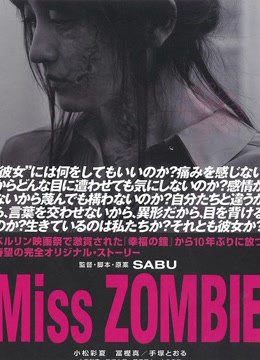 “彼女”には何をしてもいいのか?痛みを感じない
からどんな目に遭わせても気にしないのか?感情が
ないから蔑んでも構わないのか?自分たちと違うか
ら、言葉を交わせないから、異形だから、目を背ける
のか?生きているのは私たちか?それとも彼女か?
ベルリン映画祭で激賞された『幸福の鐘』から10年ぶりに放つ
待望の完全オリジナル・ストーリー
監督・脚本・原案 SABU
Miss ZOMBIE
小松彩夏 冨樫真/手塚とおる